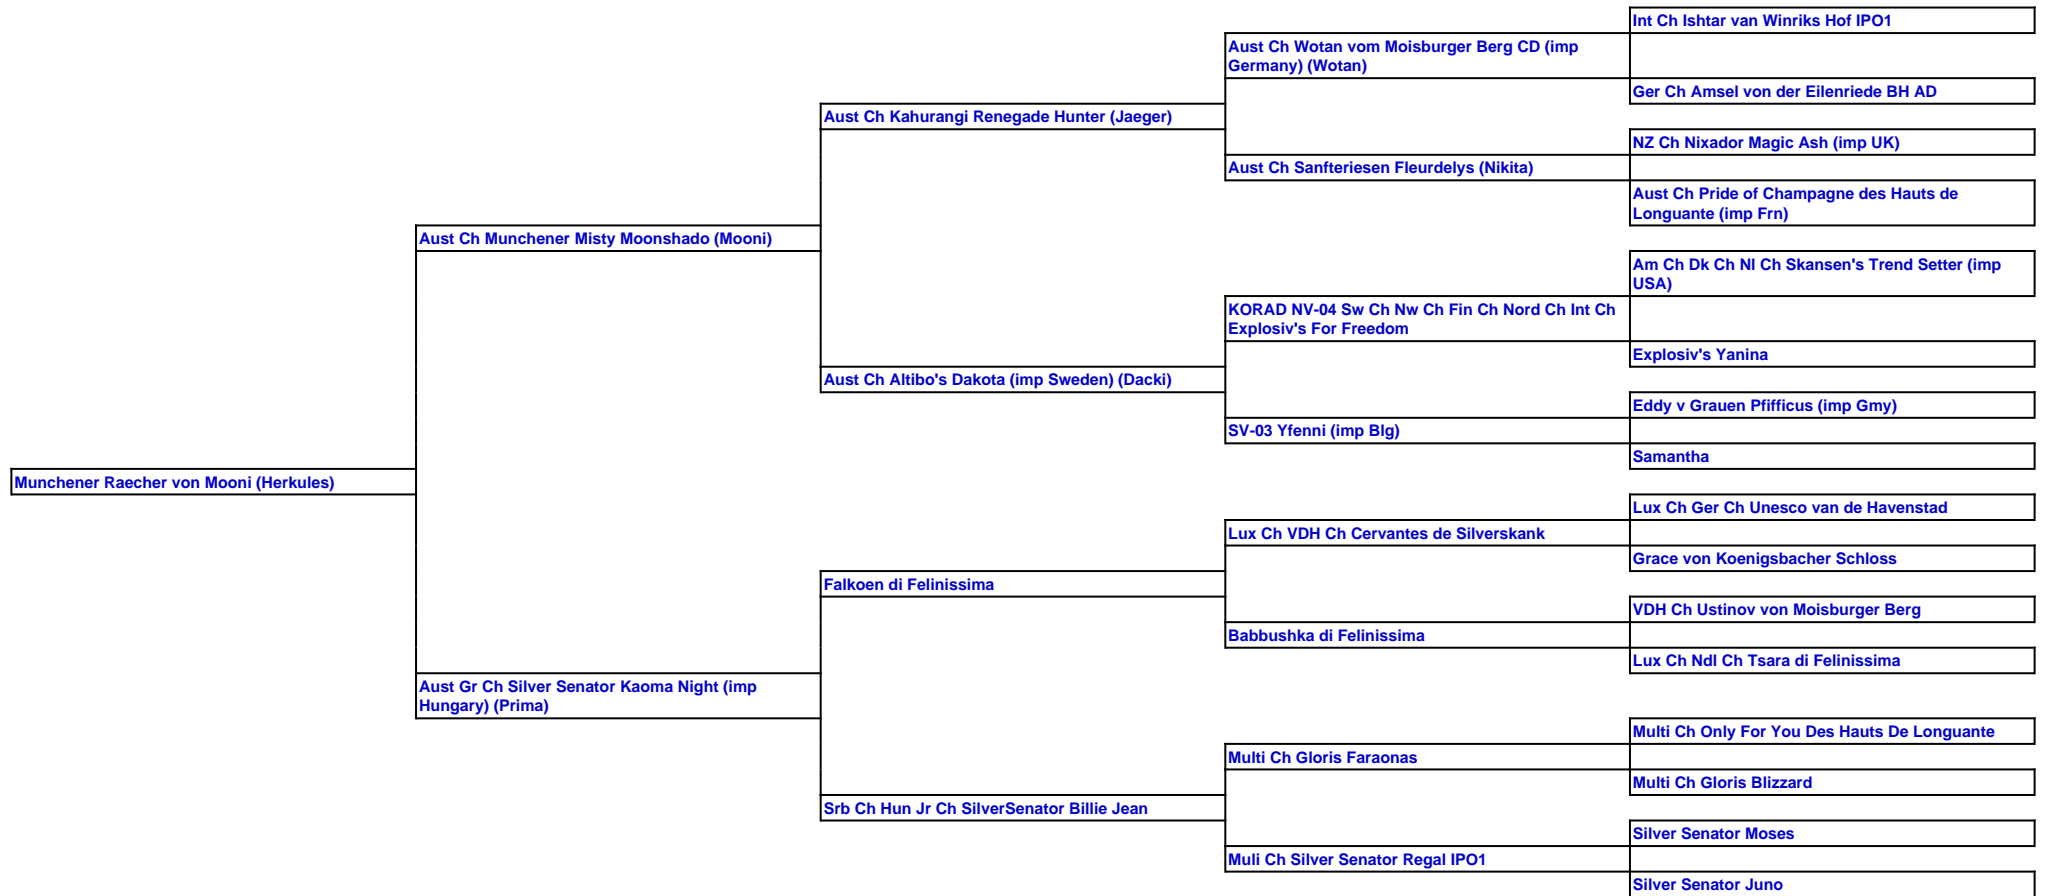 Int Ch Ishtar van Winriks Hof IPO1
Aust Ch Wotan vom Moisburger Berg CD (imp
Germany) (Wotan)
Ger Ch Amsel von der Eilenriede BH AD
Aust Ch Kahurangi Renegade Hunter (Jaeger)
NZ Ch Nixador Magic Ash (imp UK)
Aust Ch Sanfteriesen Fleurdelys (Nikita)
Aust Ch Pride of Champagne des Hauts de
Longuante (imp Frn)
Aust Ch Munchener Misty Moonshado (Mooni)
Am Ch Dk Ch Nl Ch Skansen's Trend Setter (imp
USA)
KORAD NV-04 Sw Ch Nw Ch Fin Ch Nord Ch Int Ch
Explosiv's For Freedom
Explosiv's Yanina
Aust Ch Altibo's Dakota (imp Sweden) (Dacki)
Eddy v Grauen Pfifficus (imp Gmy)
SV-03 Yfenni (imp Blg)
Samantha
Munchener Raecher von Mooni (Herkules)
Lux Ch Ger Ch Unesco van de Havenstad
Lux Ch VDH Ch Cervantes de Silverskank
Grace von Koenigsbacher Schloss
Falkoen di Felinissima
VDH Ch Ustinov von Moisburger Berg
Babbushka di Felinissima
Lux Ch Ndl Ch Tsara di Felinissima
Aust Gr Ch Silver Senator Kaoma Night (imp
Hungary) (Prima)
Multi Ch Only For You Des Hauts De Longuante
Multi Ch Gloris Faraonas
Multi Ch Gloris Blizzard
Srb Ch Hun Jr Ch SilverSenator Billie Jean
Silver Senator Moses
Muli Ch Silver Senator Regal IPO1
Silver Senator Juno